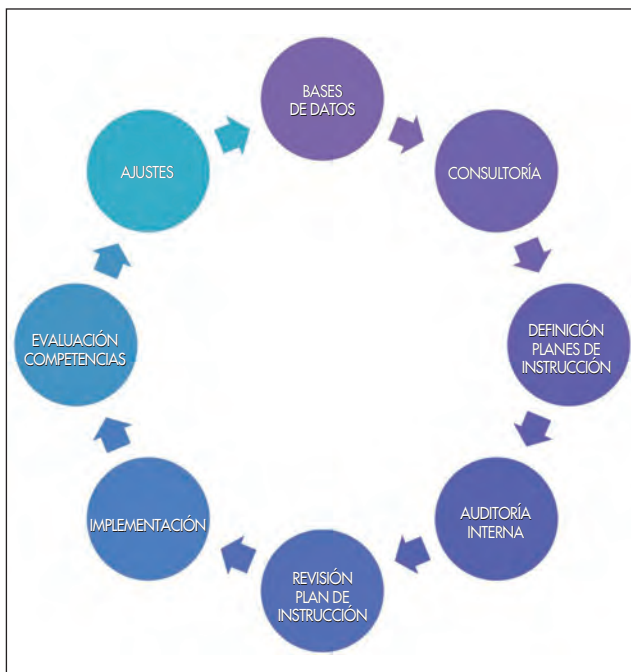 BASES
DE DATOS
CONSULTORÍA
DEFINICIÓN
PLANES DE
INSTRUCCIÓN
AUDITORÍA
INTERNA
REVISIÓN
PLAN DE
INSTRUCCIÓN
IMPLEMENTACIÓN
EVALUACIÓN
COMPETENCIAS
AJUSTES